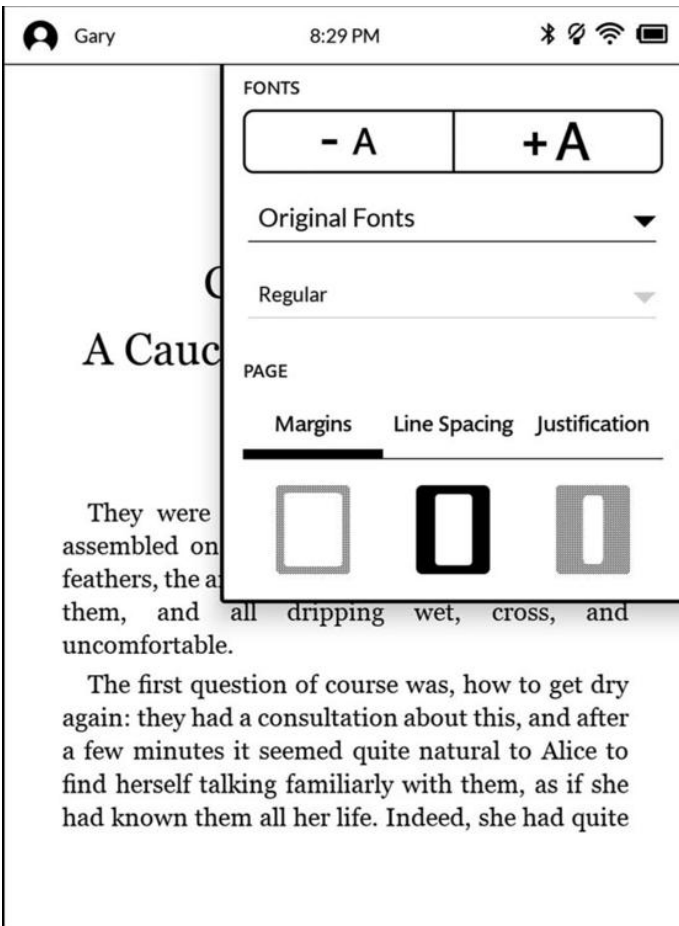 Gary
8:29 PM
FONTS
- A
+ A
Original Fonts
Regular
PAGE
Margins Line Spacing Justification
A Cauc
They were
assembled on
feathers, the
them, and all dripping wet, cross, and
uncomfortable.
The first question of course was, how to get dry
again: they had a consultation about this, and after
a few minutes it seemed quite natural to Alice to
find herself talking familiarly with them, as if she
had known them all her life. Indeed, she had quite